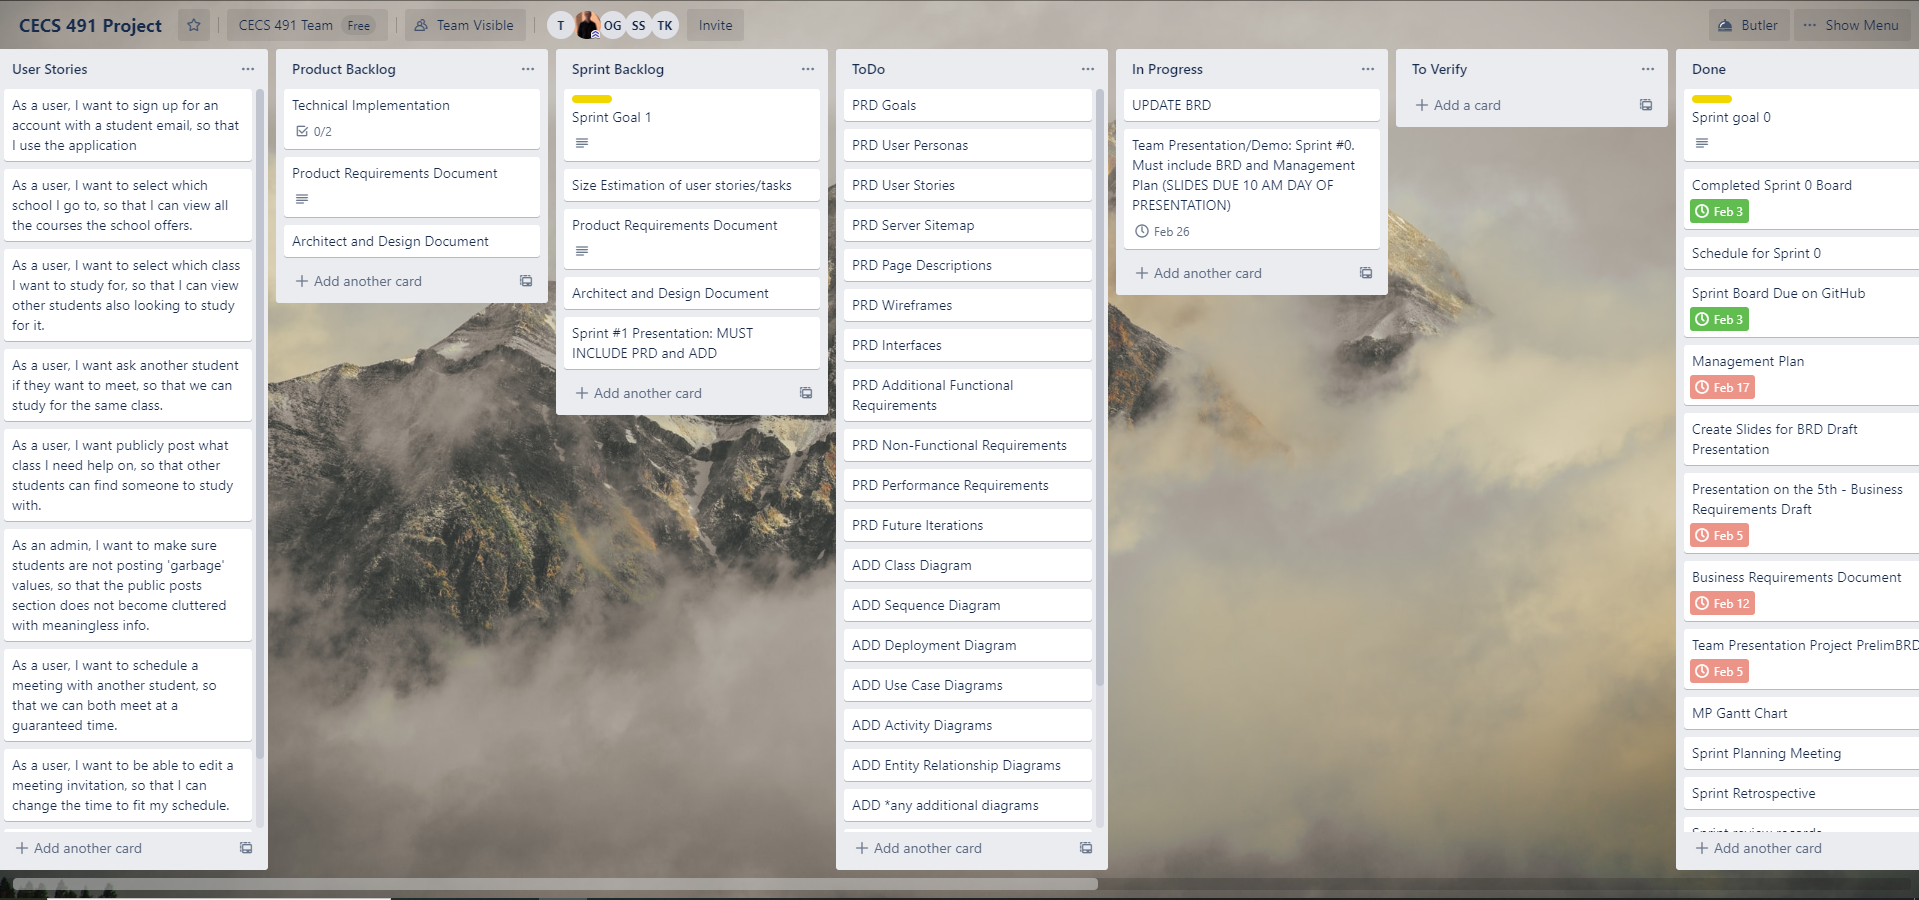 CECS 491 Project
CECS 491 Team Free
Team Visible
T
OG
SS
TK
Invite
Butler
Show Menu
User Stories
As a user, I want to sign up for an
account with a student email, so that
I use the application
As a user, I want to select which
school I go to, so that I can view all
the courses the school offers.
As a user, I want to select which class
I want to study for, so that I can view
other students also looking to study
for it.
As a user, I want ask another student
if they want to meet, so that we can
study for the same class.
As a user, I want publicly post what
class I need help on, so that other
students can find someone to study
with.
As an admin, I want to make sure
students are not posting 'garbage'
values, so that the public posts
section does not become cluttered
with meaningless info.
As a user, I want to schedule a
meeting with another student, so
that we can both meet at a
guaranteed time.
As a user, I want to be able to edit a
meeting invitation, so that I can
change the time to fit my schedule.
Add another card
Product Backlog
Technical Implementation
0/2
Product Requirements Document
Architect and Design Document
Add another card
Sprint Backlog
Sprint Goal 1
Size Estimation of user stories/tasks
Product Requirements Document
Architect and Design Document
Sprint #1 Presentation: MUST
INCLUDE PRD and ADD
Add another card
ToDo
PRD Goals
PRD User Personas
PRD User Stories
PRD Server Sitemap
PRD Page Descriptions
PRD Wireframes
PRD Interfaces
PRD Additional Functional
Requirements
PRD Non-Functional Requirements
PRD Performance Requirements
PRD Future Iterations
ADD Class Diagram
ADD Sequence Diagram
ADD Deployment Diagram
ADD Use Case Diagrams
ADD Activity Diagrams
ADD Entity Relationship Diagrams
ADD *any additional diagrams
Add another card
In Progress
UPDATE BRD
Team Presentation/Demo: Sprint #0.
Must include BRD and Management
Plan (SLIDES DUE 10 AM DAY OF
PRESENTATION)
Feb 26
Add another card
To Verify
Add a card
Done
Sprint goal 0
Completed Sprint 0 Board
Feb 3
Schedule for Sprint 0
Sprint Board Due on GitHub
Feb 3
Management Plan
Feb 17
Create Slides for BRD Draft
Presentation
Presentation on the 5th - Business
Requirements Draft
Feb 5
Business Requirements Document
Feb 12
Team Presentation Project PrelimBRD
Feb 5
MP Gantt Chart
Sprint Planning Meeting
Sprint Retrospective
Sprint review records
Add another card